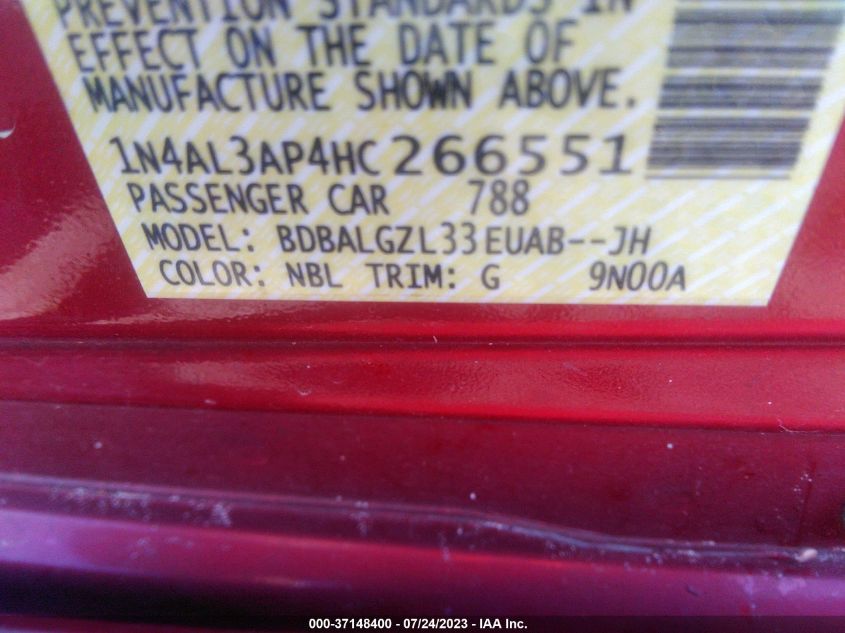 PREVENTION STANDARDS IN
EFFECT ON THE DATE OF
MANUFACTURE SHOWN ABOVE.
1N4AL3AP4HC266551
PASSENGER CAR 788
MODEL: BDBALGZL33EUAB--JH
COLOR: NBL TRIM: G 9N00A
000-37148400 - 07/24/2023 - IAA Inc.